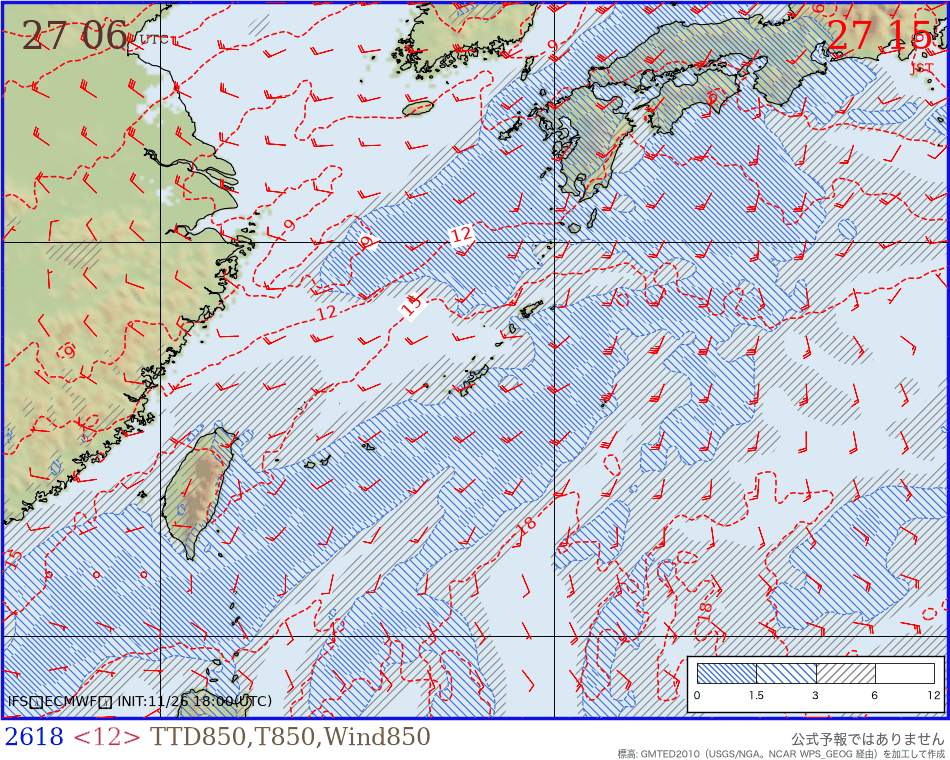 27 06(UTC)
27 15
JST
9
9
12
9
12
15
9
15
18
18
0 1.5 3 6 12
IFS□ECMWF□ INIT:11/26 18:00(UTC)
2618 <12> TTD850,T850,Wind850
公式予報ではありません
標高: GMTED2010（USGS/NGA。NCAR WPS_GEOG 経由）を加工して作成